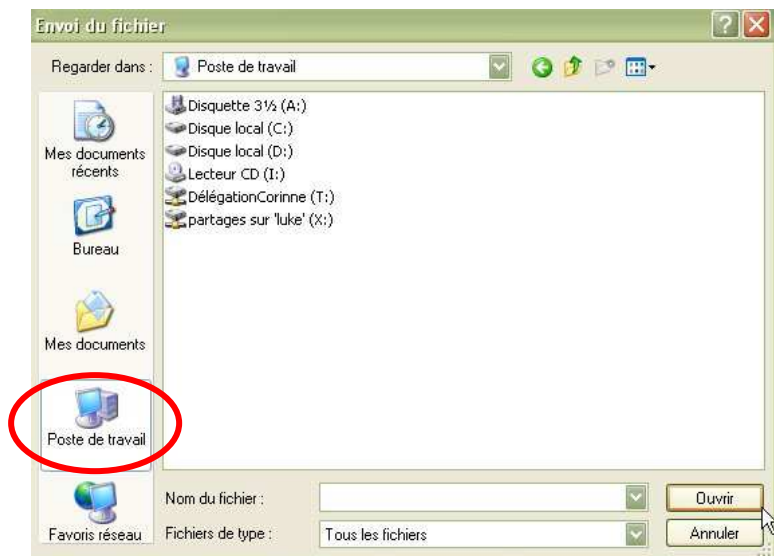 Envoi du fichier
Regarder dans :
Poste de travail
Mes documents
récents
Bureau
Mes documents
Poste de travail
Favoris réseau
Disquette 3½ (A:)
Disque local (C:)
Disque local (D:)
Lecteur CD (I:)
DélégationCorinne (T:)
partages sur 'luke' (X:)
Nom du fichier :
Ouvrir
Fichiers de type :
Tous les fichiers
Annuler